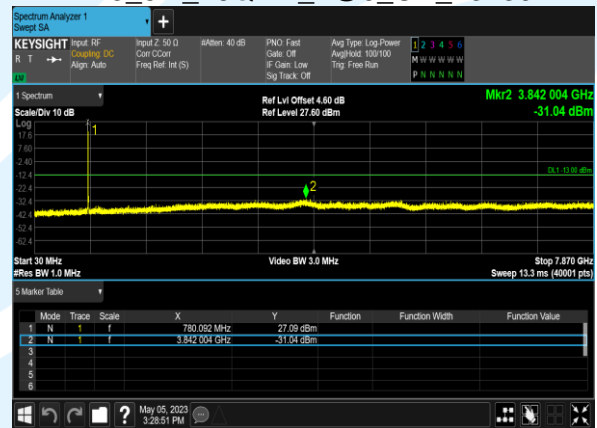 Spectrum Analyzer 1
Swept SA
+
KEYSIGHT
R T
LW
Input: RF
Coupling: DC
Align: Auto
Input Z: 50 Ω
Corr CCorr
Freq Ref: Int (S)
#Atten: 40 dB
PNO: Fast
Gate: Off
IF Gain: Low
Sig Track: Off
Avg Type: Log-Power
Avg|Hold: 100/100
Trig: Free Run
1 2 3 4 5 6
M W W W W W
P N N N N N
1 Spectrum
Scale/Div 10 dB
Ref Lvl Offset 4.60 dB
Ref Level 27.60 dBm
Mkr2 3.842 004 GHz
-31.04 dBm
Log
1
17.6
7.60
-2.40
DL1 -13.00 dBm
-12.4
-22.4
2
-32.4
-42.4
-52.4
-62.4
Start 30 MHz
#Res BW 1.0 MHz
Video BW 3.0 MHz
Stop 7.870 GHz
Sweep 13.3 ms (40001 pts)
5 Marker Table
Mode Trace Scale X Y Function Function Width Function Value
1 N 1 f 780.092 MHz 27.09 dBm
2 N 1 f 3.842 004 GHz -31.04 dBm
3
4
5
6
?
May 05, 2023
3:28:51 PM